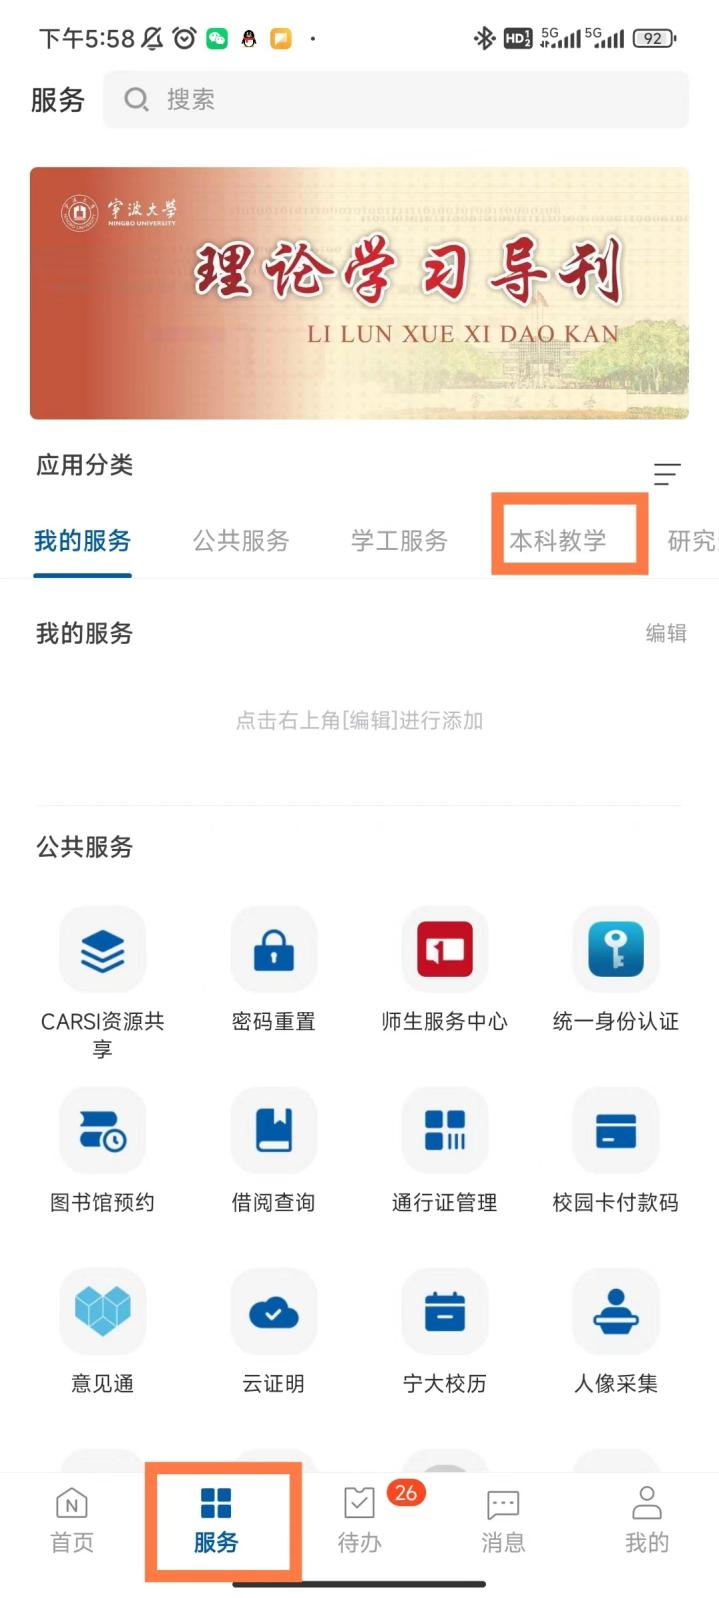 下午5:58
HD 1 2
5G
5G
92
服务
搜索
宁波大学
NINGBO UNIVERSITY
理论学习导刊
LI LUN XUE XI DAO KAN
应用分类
我的服务 公共服务 学工服务 本科教学 研究
我的服务 编辑
点击右上角[编辑]进行添加
公共服务
CARSI资源共享 密码重置 师生服务中心 统一身份认证
图书馆预约 借阅查询 通行证管理 校园卡付款码
意见通 云证明 宁大校历 人像采集
26
N
首页 服务 待办 消息 我的